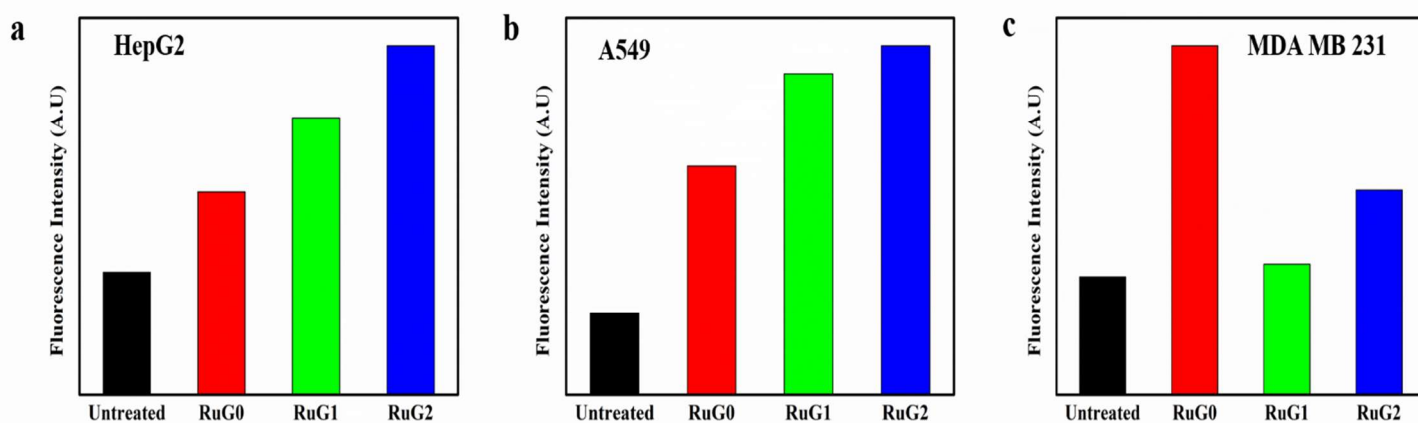 a
HepG2
Fluorescence Intensity (A.U)
Untreated RuG0 RuG1 RuG2
b
A549
Fluorescence Intensity (A.U)
Untreated RuG0 RuG1 RuG2
c
MDA MB 231
Fluorescence Intensity (A.U)
Untreated RuG0 RuG1 RuG2